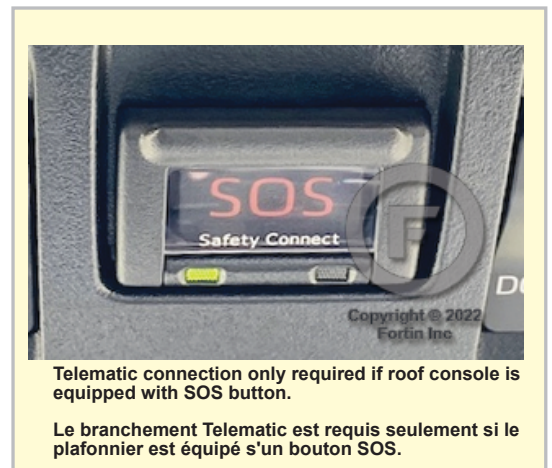 SOS
Safety Connect
F
Copyright © 2022
Fortin Inc
Telematic connection only required if roof console is
equipped with SOS button.
Le branchement Telematic est requis seulement si le
plafonnier est équipé s'un bouton SOS.